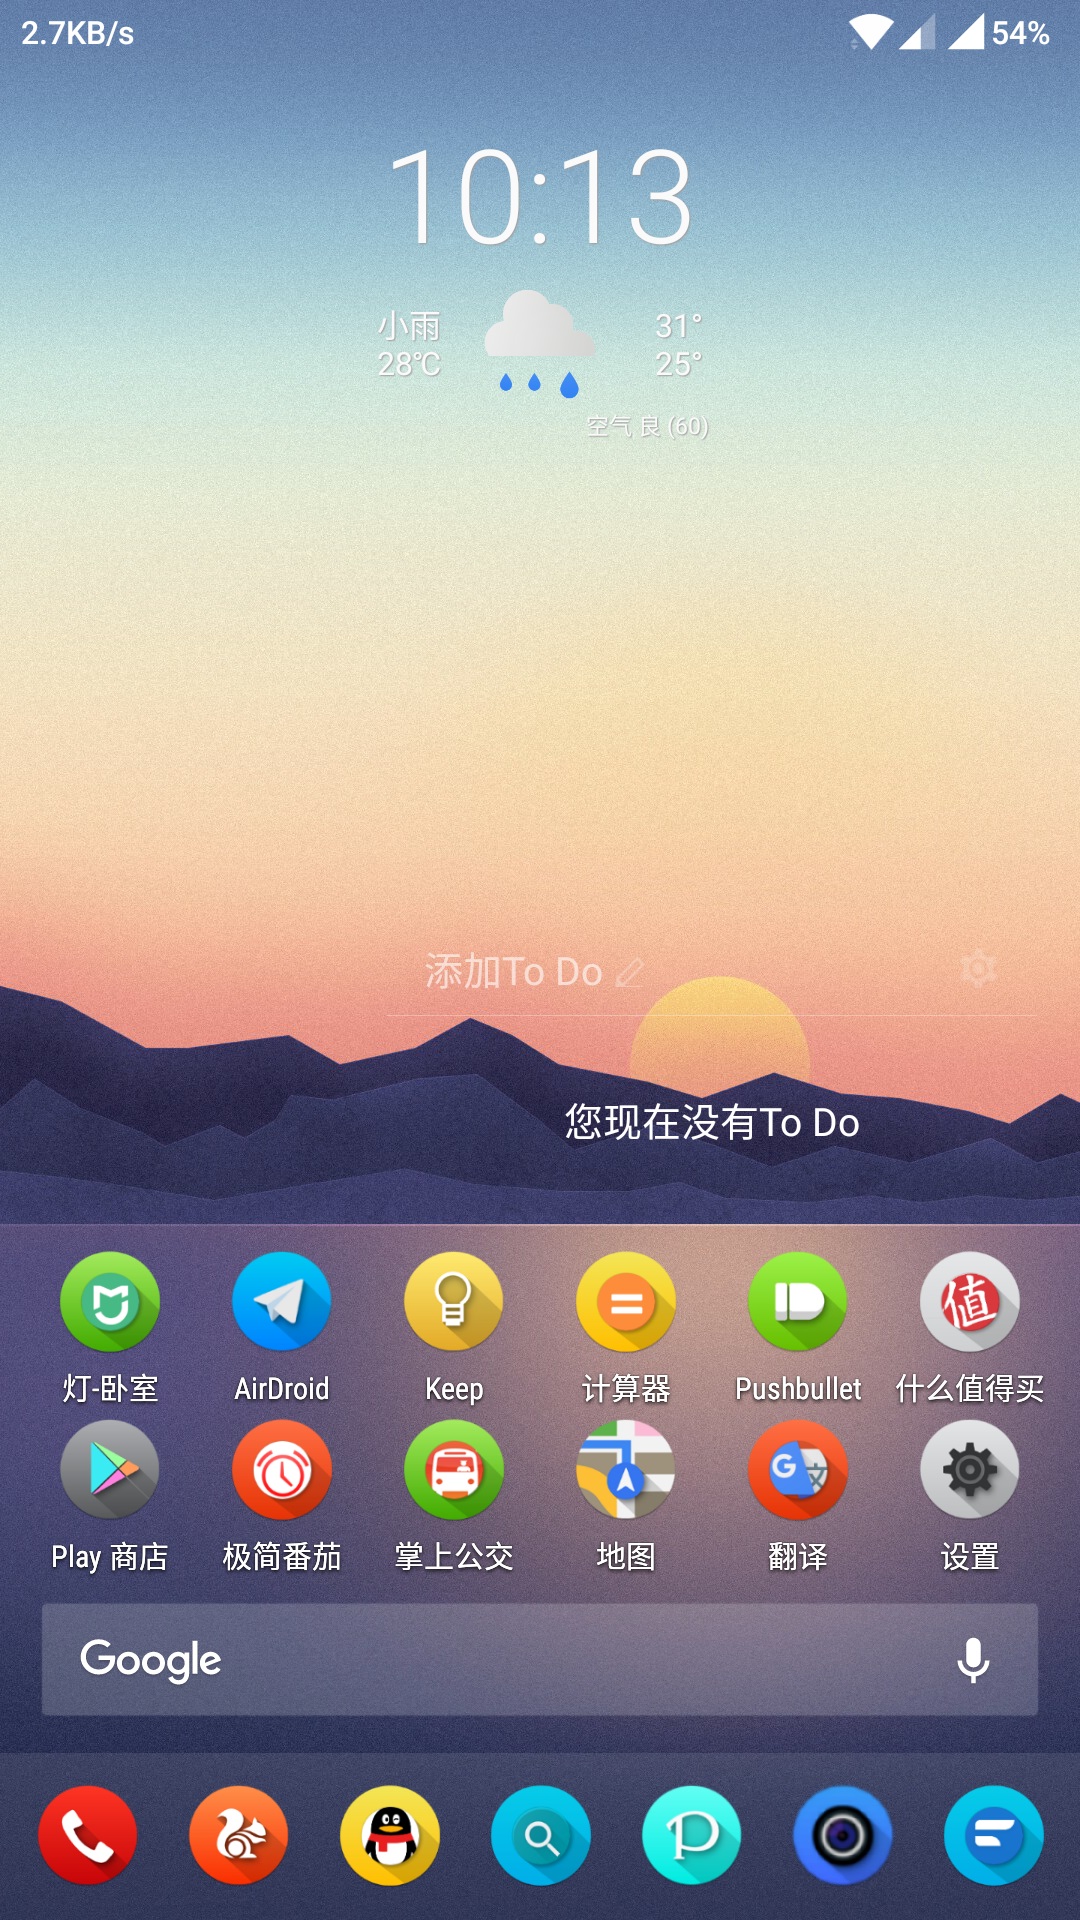 2.7KB/s 54%
10:13
小雨 31°
28℃ 25°
空气 良 (60)
添加To Do
您现在没有To Do
值
灯-卧室 AirDroid Keep 计算器 Pushbullet 什么值得买
G 文
Play 商店 极简番茄 掌上公交 地图 翻译 设置
Google
P